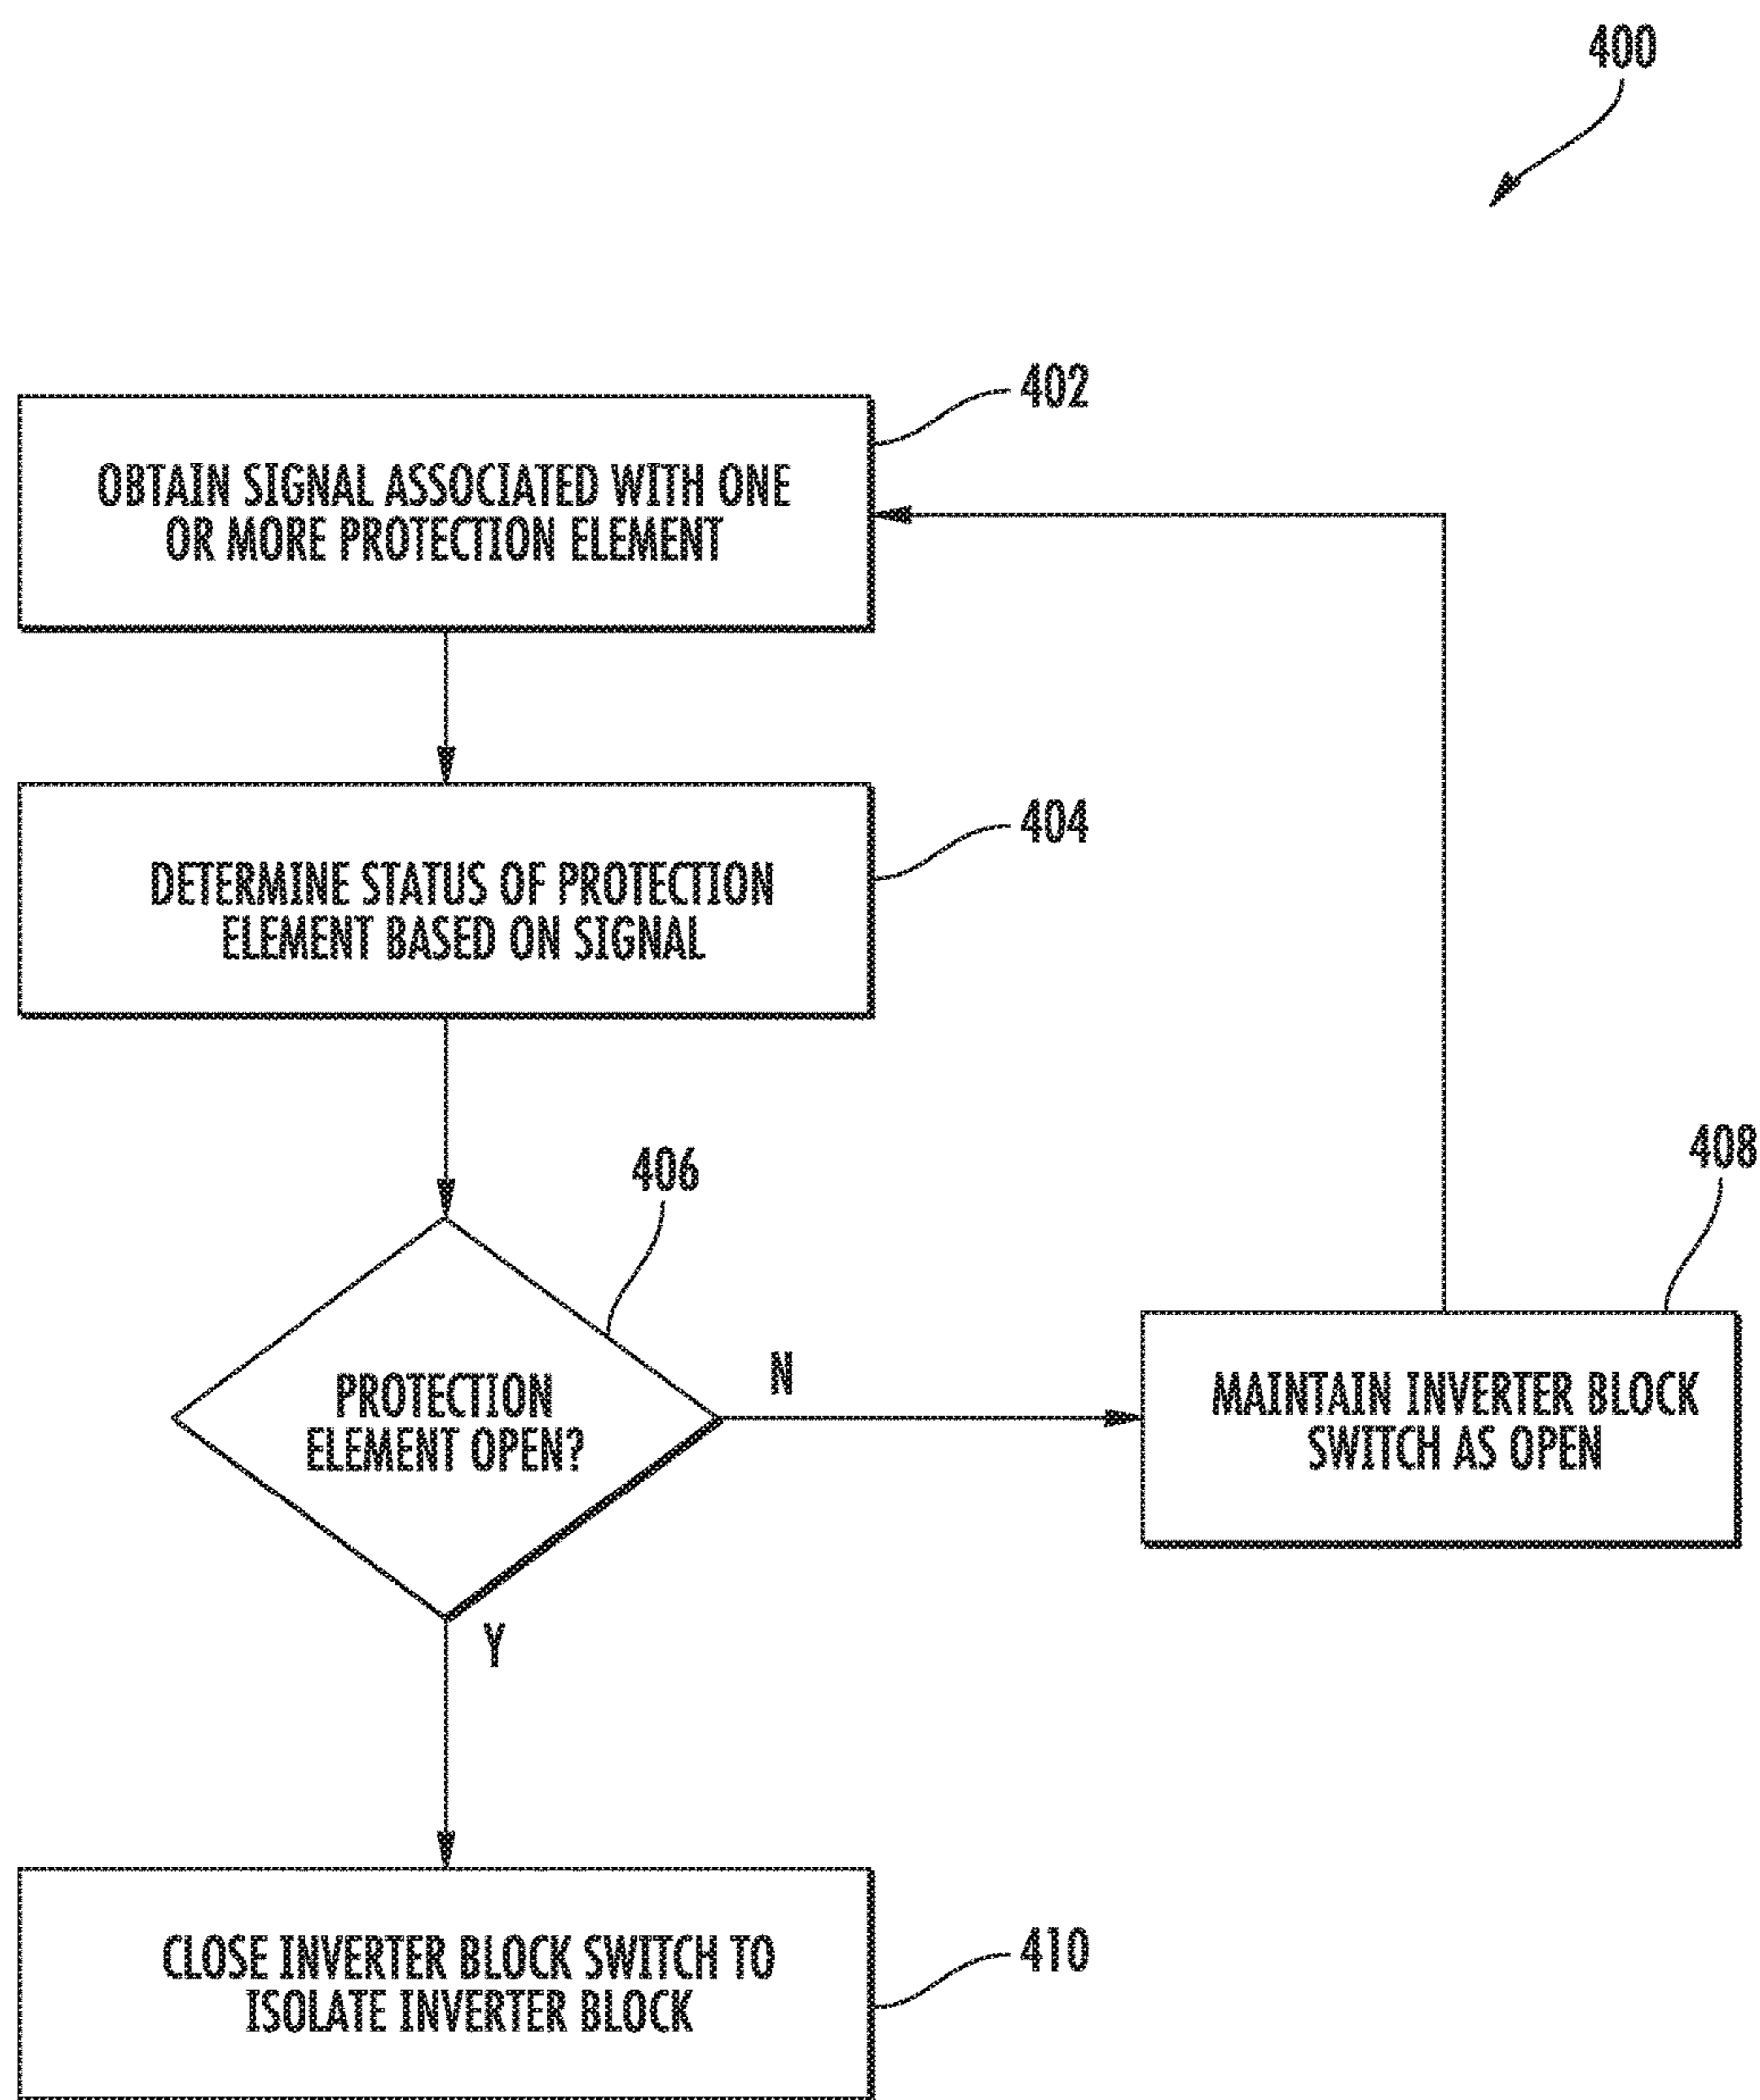 400
402
OBTAIN SIGNAL ASSOCIATED WITH ONE
OR MORE PROTECTION ELEMENT
404
DETERMINE STATUS OF PROTECTION
ELEMENT BASED ON SIGNAL
406
408
PROTECTION
ELEMENT OPEN?
N
MAINTAIN INVERTER BLOCK
SWITCH AS OPEN
Y
CLOSE INVERTER BLOCK SWITCH TO
ISOLATE INVERTER BLOCK
410